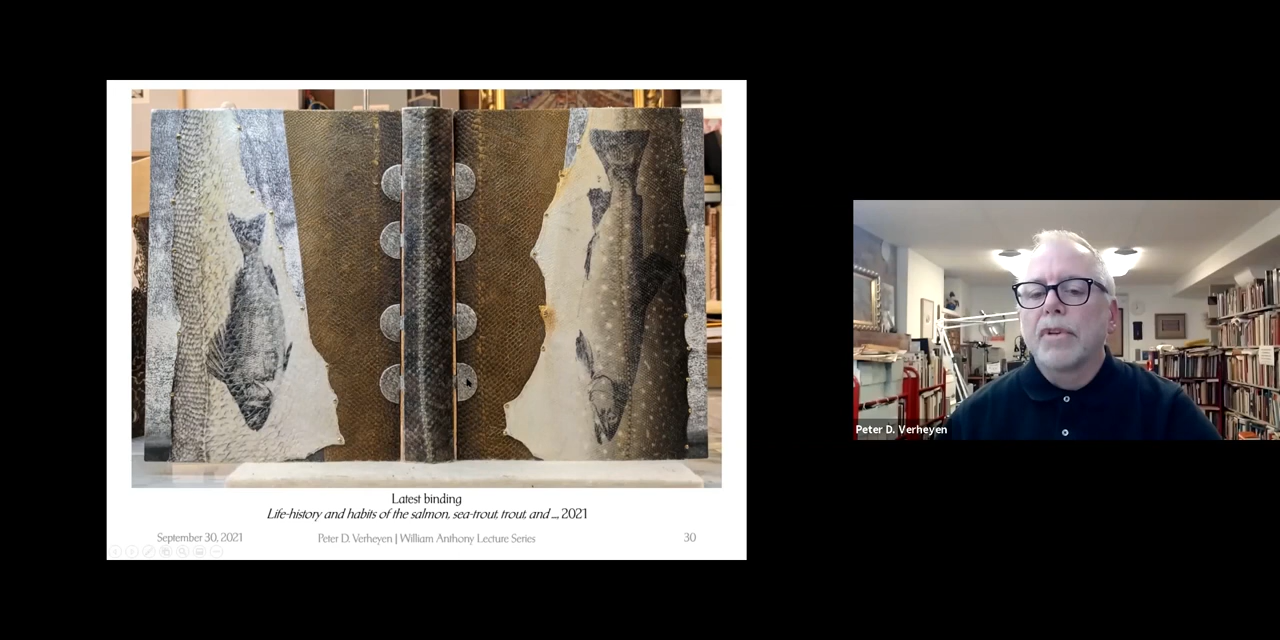 Latest binding
Life-history and habits of the salmon, sea-trout, trout, and ..., 2021
September 30, 2021
Peter D. Verheyen | William Anthony Lecture Series
30
Peter D. Verheyen